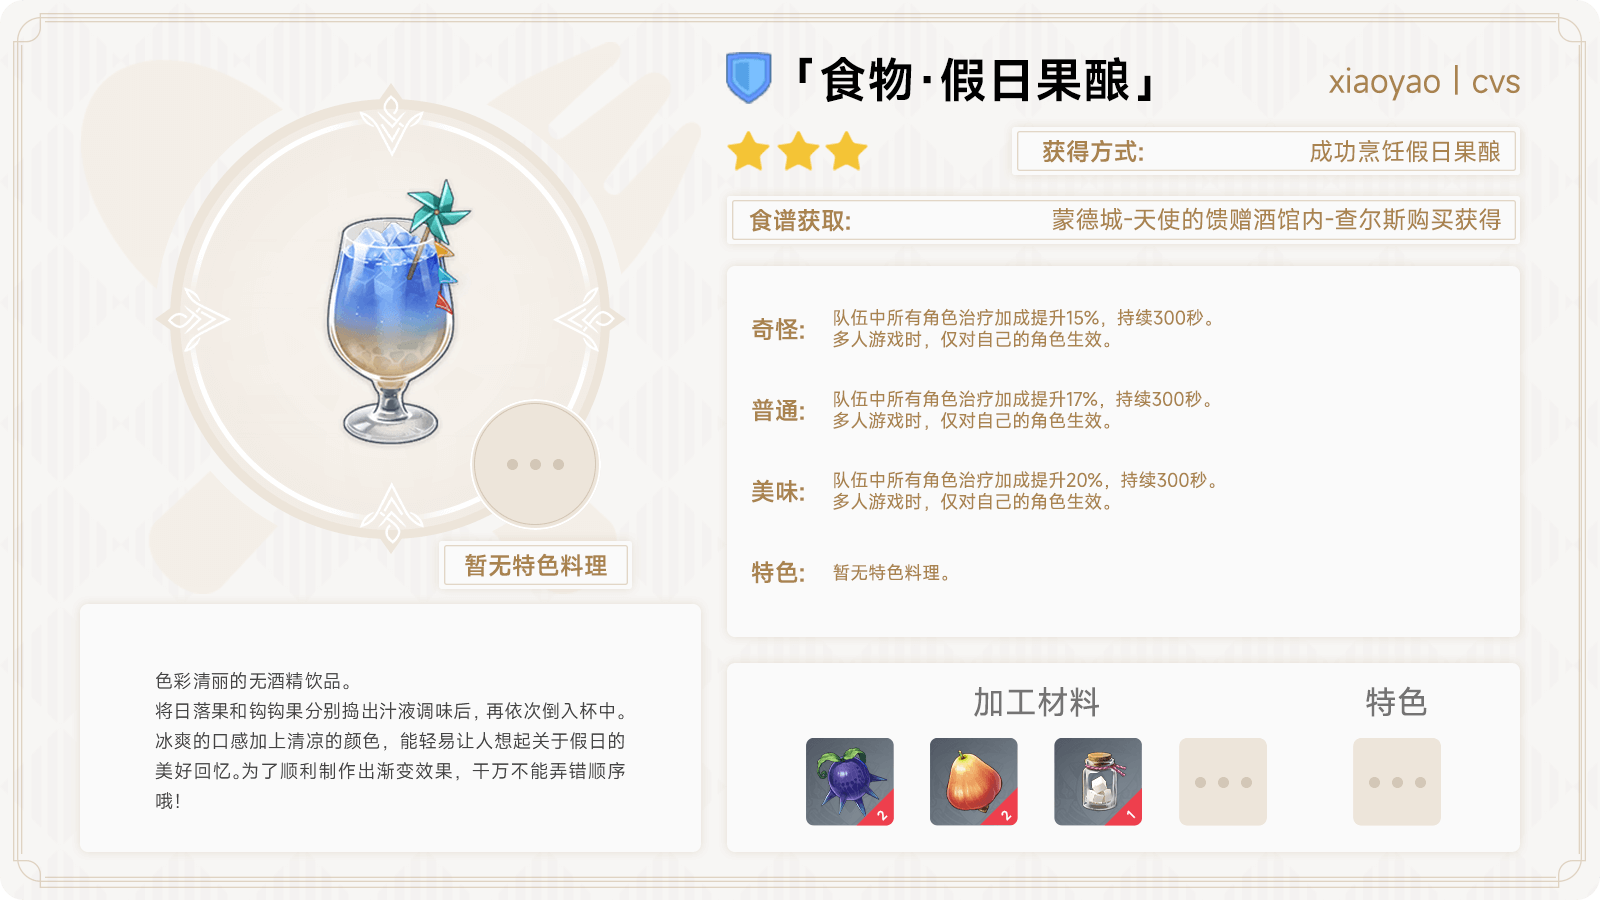 「食物·假日果酿」
xiaoyao | cvs
获得方式:
成功烹饪假日果酿
食谱获取:
蒙德城-天使的馈赠酒馆内-查尔斯购买获得
奇怪:
队伍中所有角色治疗加成提升15%，持续300秒。
多人游戏时，仅对自己的角色生效。
普通:
队伍中所有角色治疗加成提升17%，持续300秒。
多人游戏时，仅对自己的角色生效。
美味:
队伍中所有角色治疗加成提升20%，持续300秒。
多人游戏时，仅对自己的角色生效。
特色:
暂无特色料理。
暂无特色料理
色彩清丽的无酒精饮品。
将日落果和钩钩果分别捣出汁液调味后，再依次倒入杯中。
冰爽的口感加上清凉的颜色，能轻易让人想起关于假日的
美好回忆。为了顺利制作出渐变效果，千万不能弄错顺序
哦！
加工材料
特色
2
2
1